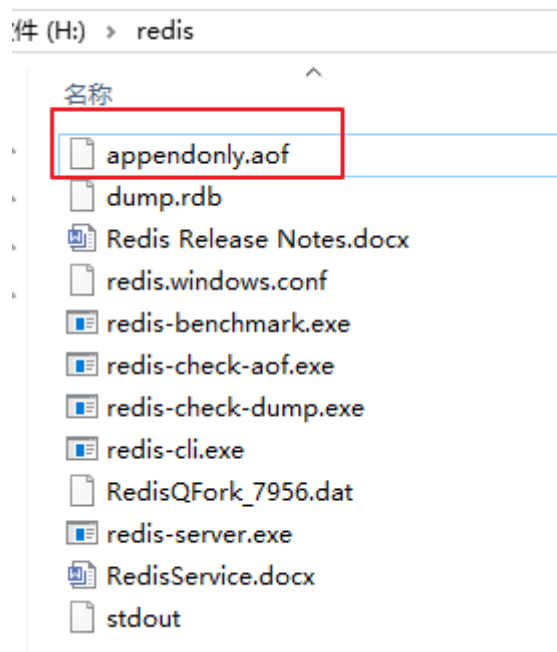 件 (H:) > redis
名称
appendonly.aof
dump.rdb
Redis Release Notes.docx
redis.windows.conf
redis-benchmark.exe
redis-check-aof.exe
redis-check-dump.exe
redis-cli.exe
RedisQFork_7956.dat
redis-server.exe
RedisService.docx
stdout